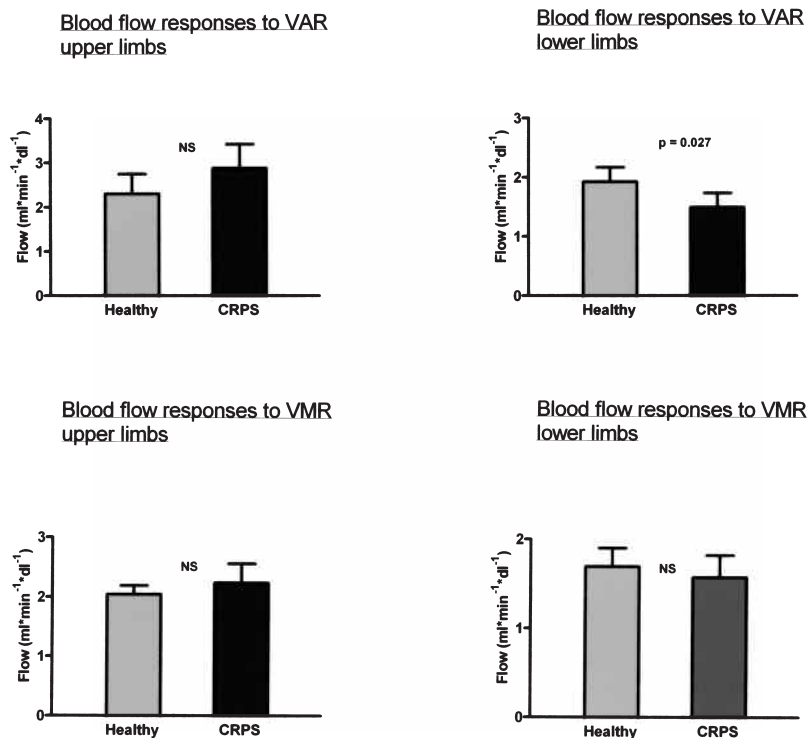 Blood flow responses to VAR
upper limbs
Flow (ml*min⁻¹*dl⁻¹)
4
3
2
1
0
NS
Healthy CRPS
Blood flow responses to VAR
lower limbs
Flow (ml*min⁻¹*dl⁻¹)
3
2
1
0
p = 0.027
Healthy CRPS
Blood flow responses to VMR
upper limbs
Flow (ml*min⁻¹*dl⁻¹)
3
2
1
0
NS
Healthy CRPS
Blood flow responses to VMR
lower limbs
Flow (ml*min⁻¹*dl⁻¹)
2
1
0
NS
Healthy CRPS